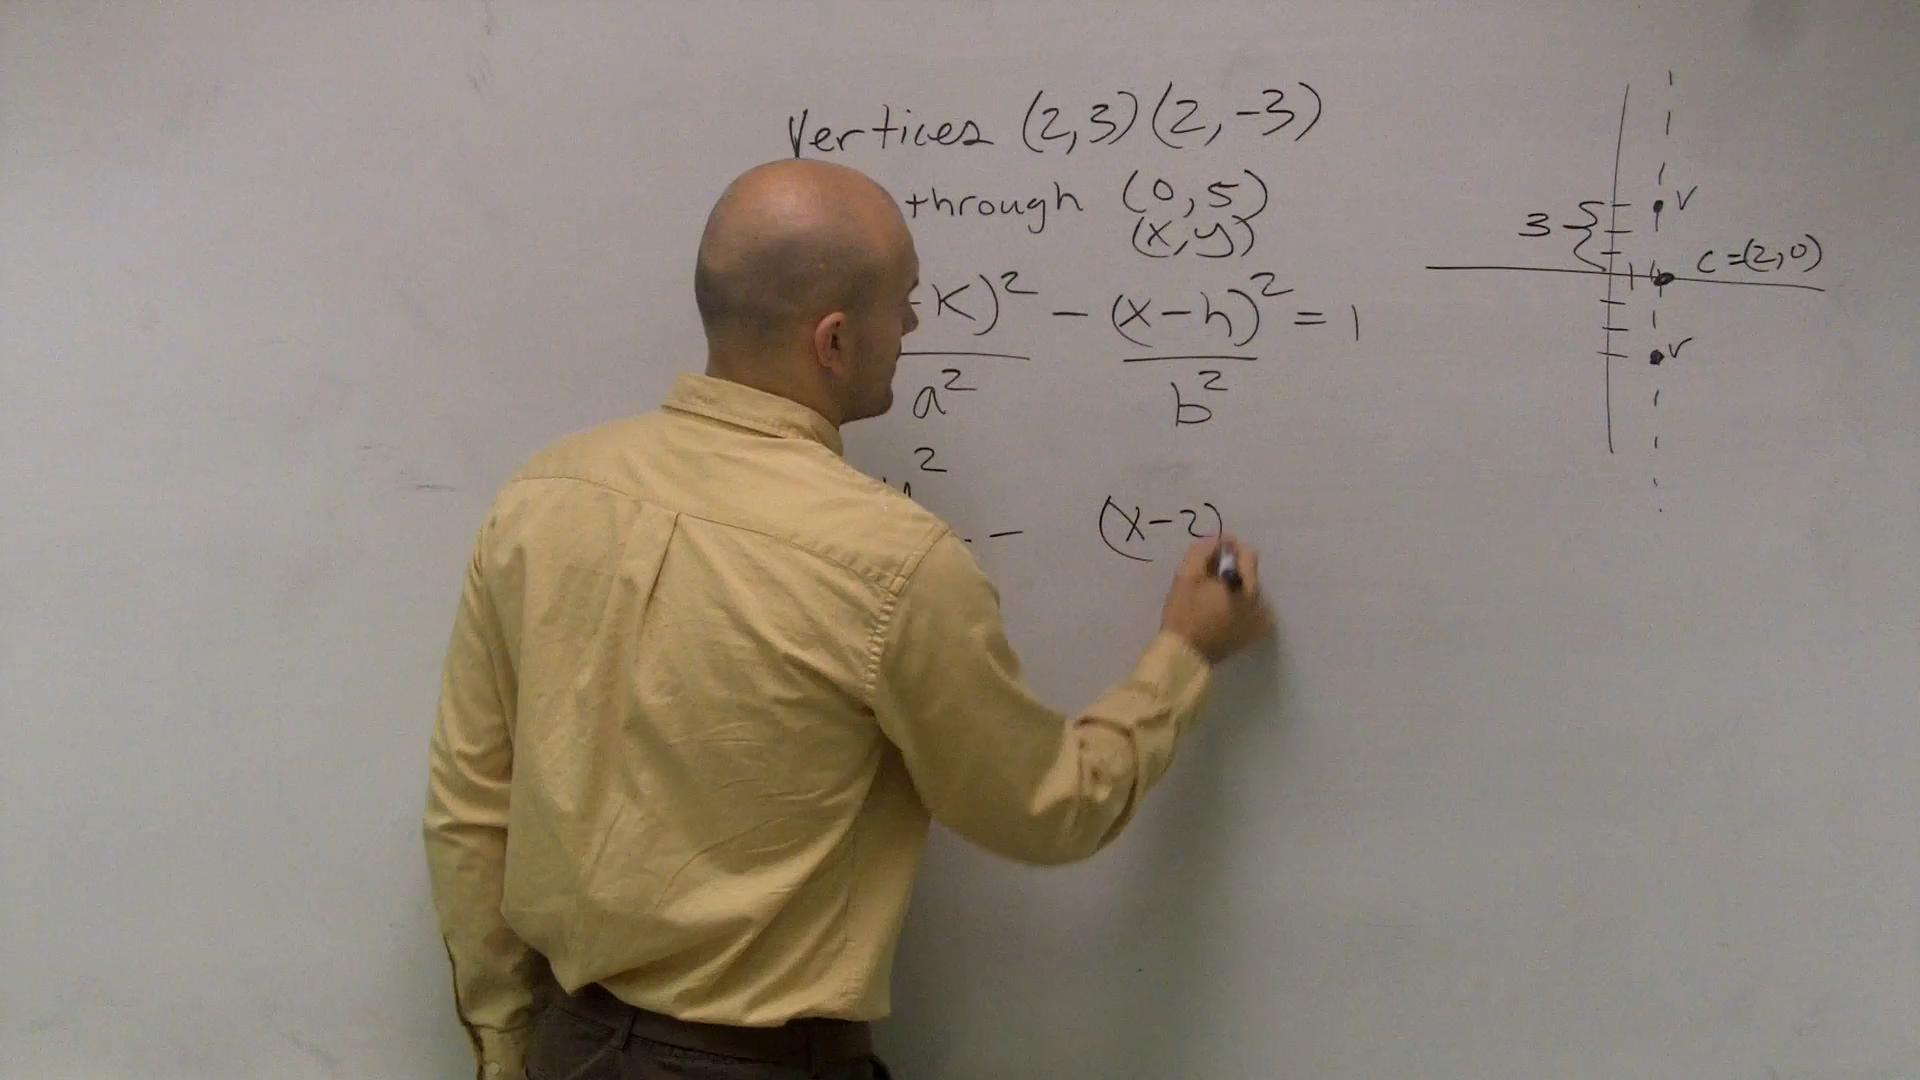 Vertices (2,3)(2,-3)
through (0,5)
(x,y)
-K)² - (x-h)² = 1
a² b²
2
- (x-2)
V
3
C=(2,0)
V